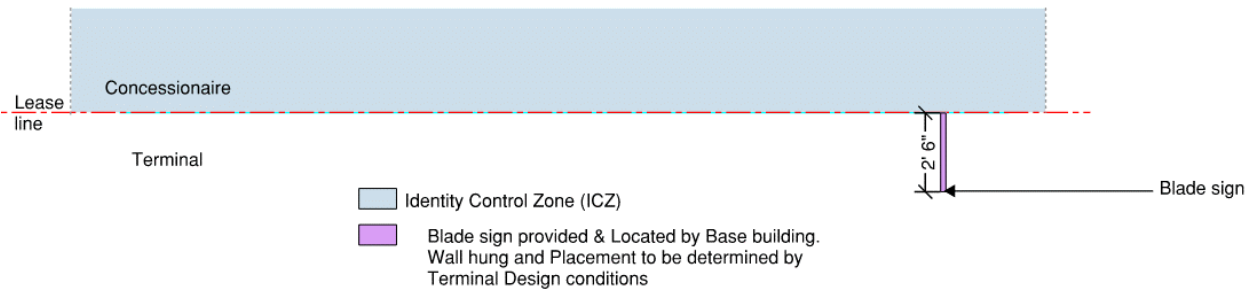 Concessionaire
Lease
line
Terminal
2' 6"
Blade sign
Identity Control Zone (ICZ)
Blade sign provided & Located by Base building.
Wall hung and Placement to be determined by
Terminal Design conditions